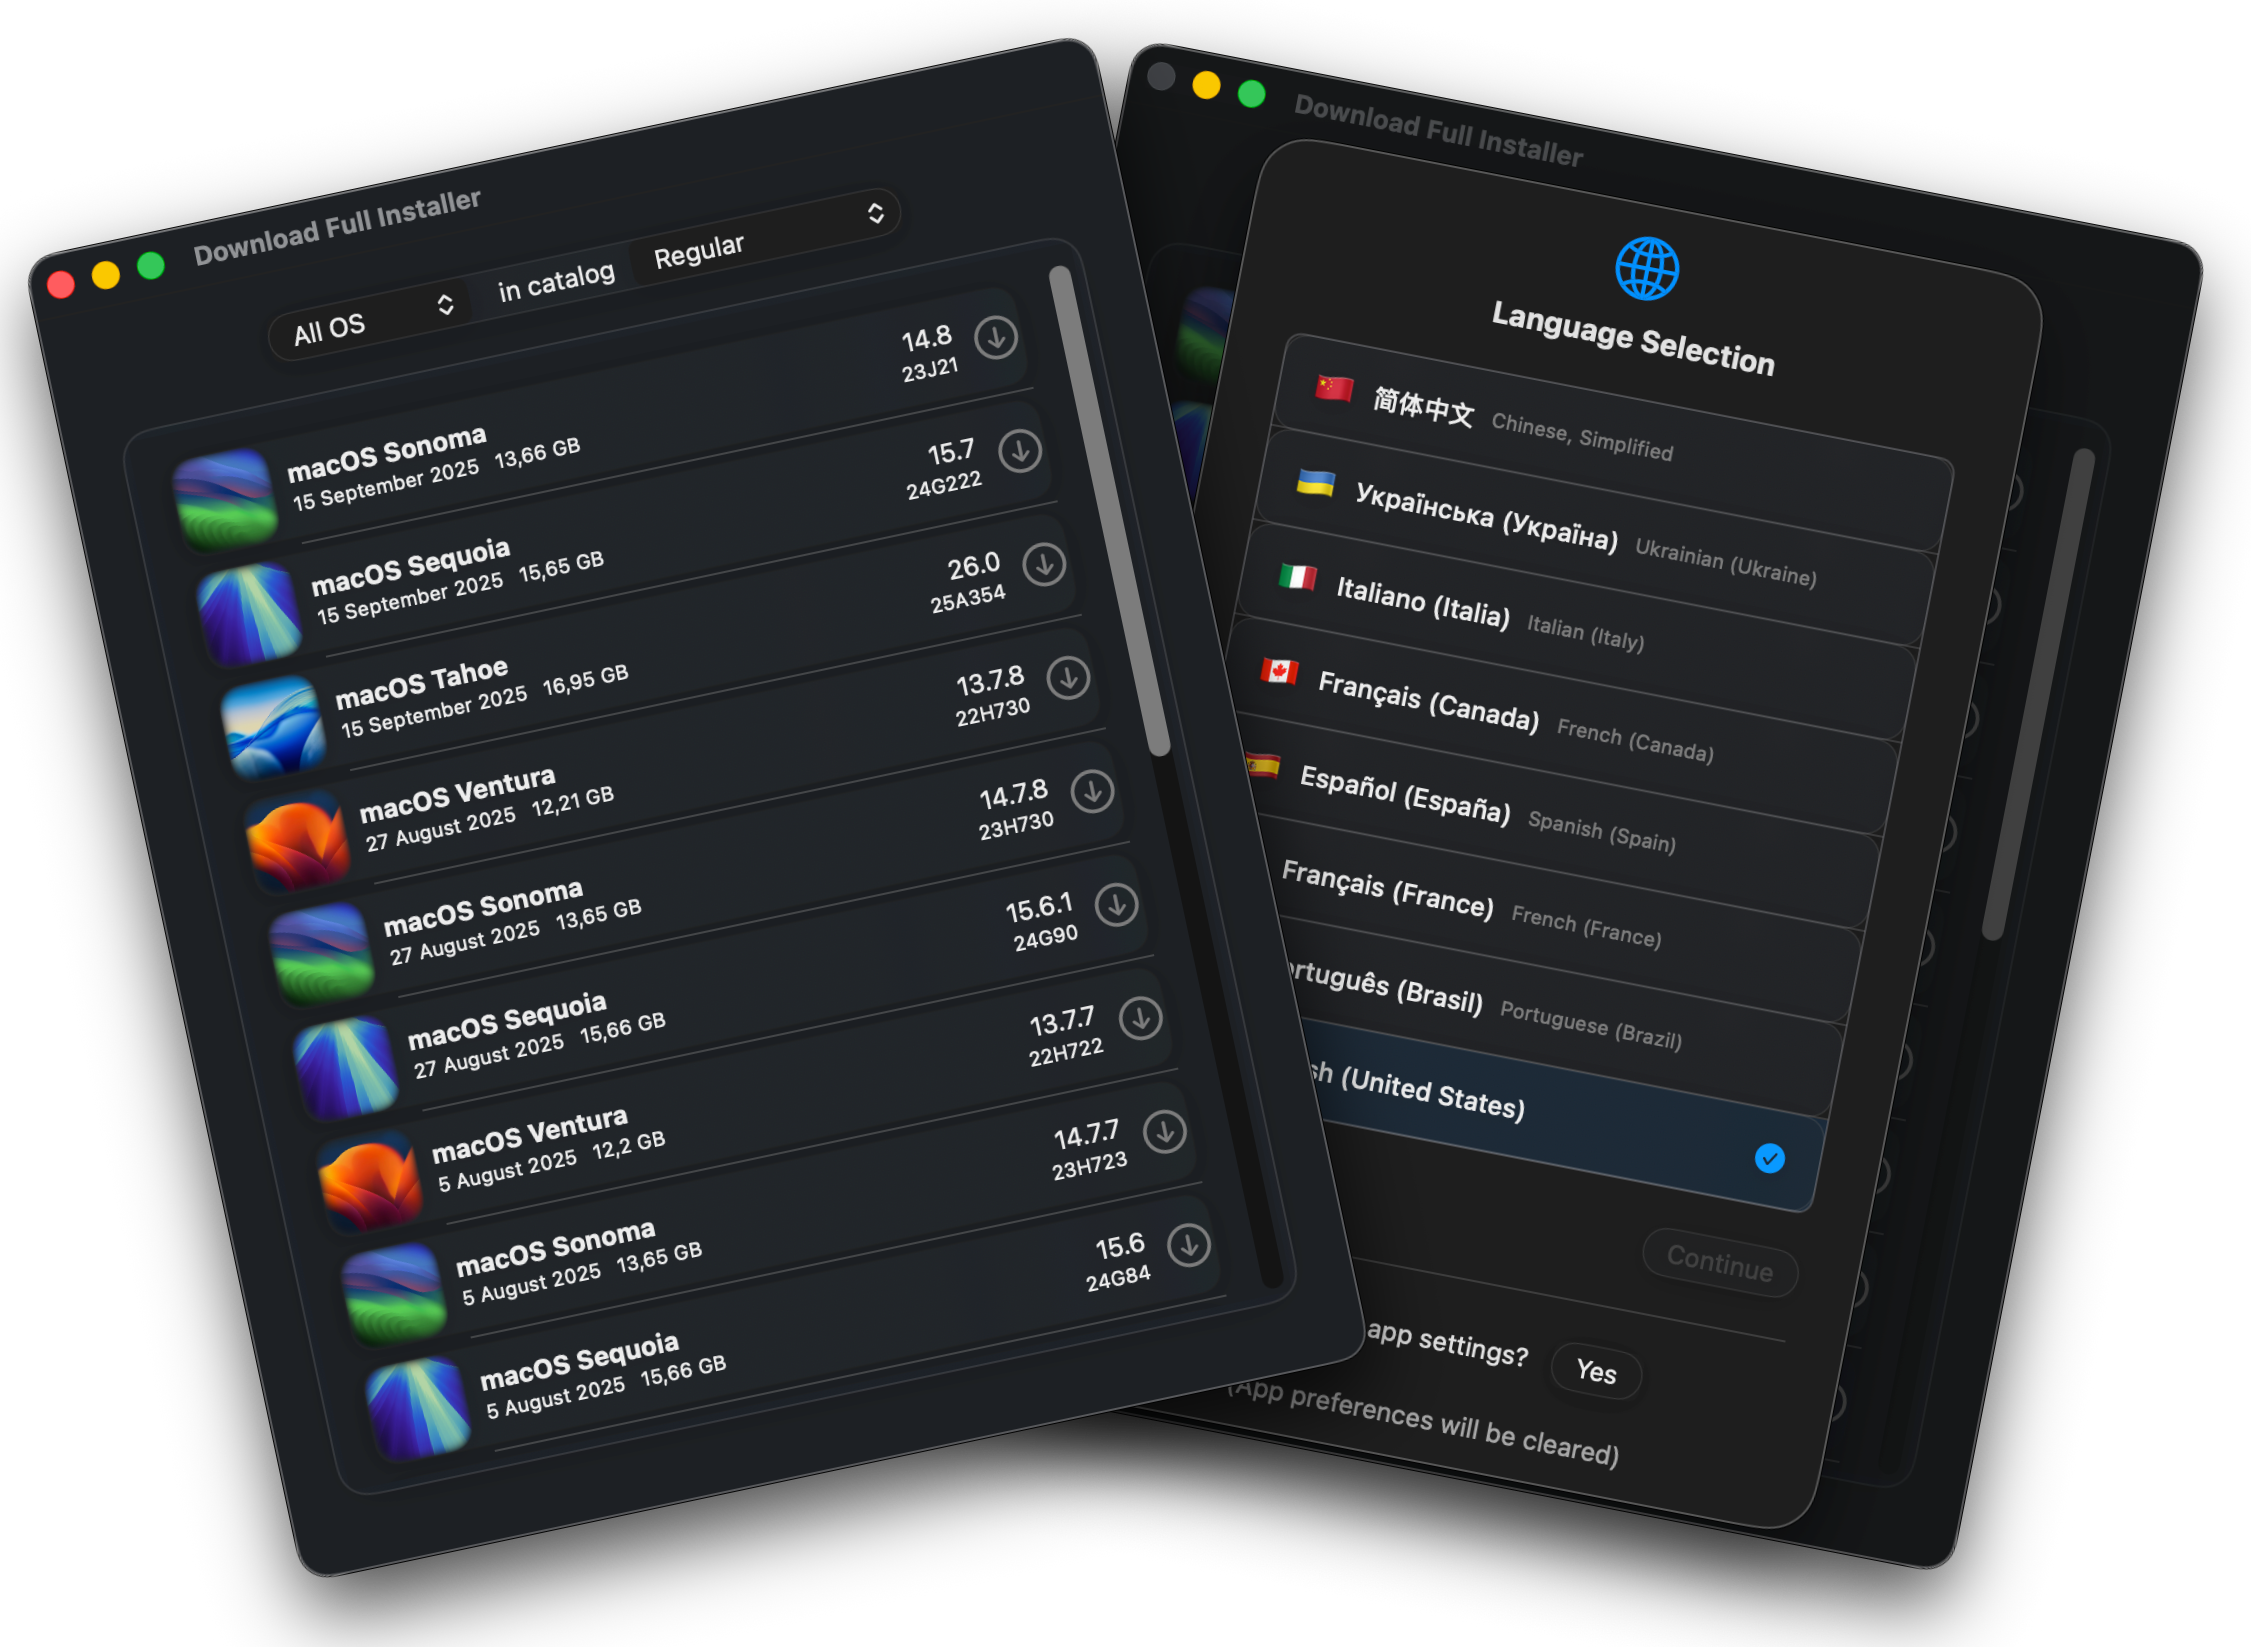 Download Full Installer
All OS in catalog Regular
macOS Sonoma
15 September 2025 13,66 GB
14.8
23J21
macOS Sequoia
15 September 2025 15,65 GB
15.7
24G222
macOS Tahoe
15 September 2025 16,95 GB
26.0
25A354
macOS Ventura
27 August 2025 12,21 GB
13.7.8
22H730
macOS Sonoma
27 August 2025 13,65 GB
14.7.8
23H730
macOS Sequoia
27 August 2025 15,66 GB
15.6.1
24G90
macOS Ventura
5 August 2025 12,2 GB
13.7.7
22H722
macOS Sonoma
5 August 2025 13,65 GB
14.7.7
23H723
macOS Sequoia
5 August 2025 15,66 GB
15.6
24G84
Download Full Installer
Language Selection
简体中文 Chinese, Simplified
Українська (Україна) Ukrainian (Ukraine)
Italiano (Italia) Italian (Italy)
Français (Canada) French (Canada)
Español (España) Spanish (Spain)
Français (France) French (France)
rtuguês (Brasil) Portuguese (Brazil)
sh (United States)
Continue
app settings? Yes
(App preferences will be cleared)